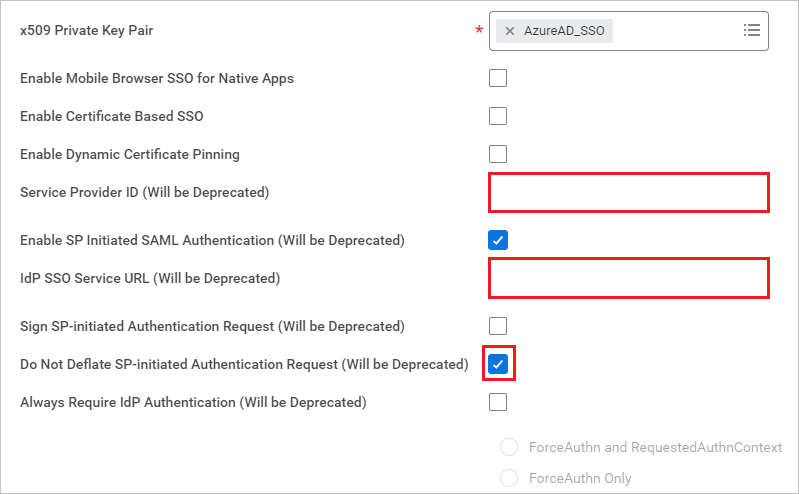 x509 Private Key Pair * × AzureAD_SSO
Enable Mobile Browser SSO for Native Apps
Enable Certificate Based SSO
Enable Dynamic Certificate Pinning
Service Provider ID (Will be Deprecated)
Enable SP Initiated SAML Authentication (Will be Deprecated)
IdP SSO Service URL (Will be Deprecated)
Sign SP-initiated Authentication Request (Will be Deprecated)
Do Not Deflate SP-initiated Authentication Request (Will be Deprecated)
Always Require IdP Authentication (Will be Deprecated)
ForceAuthn and RequestedAuthnContext
ForceAuthn Only